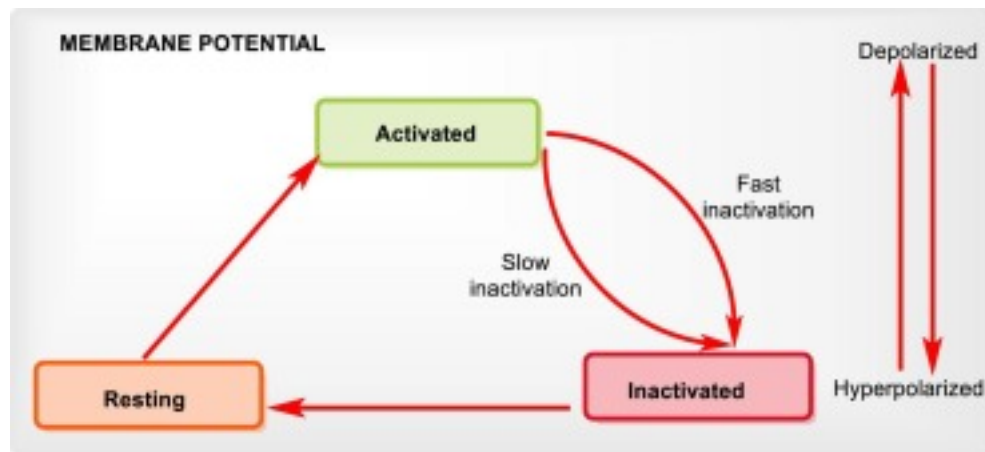 MEMBRANE POTENTIAL
Depolarized
Activated
Fast
inactivation
Slow
inactivation
Resting
Inactivated
Hyperpolarized